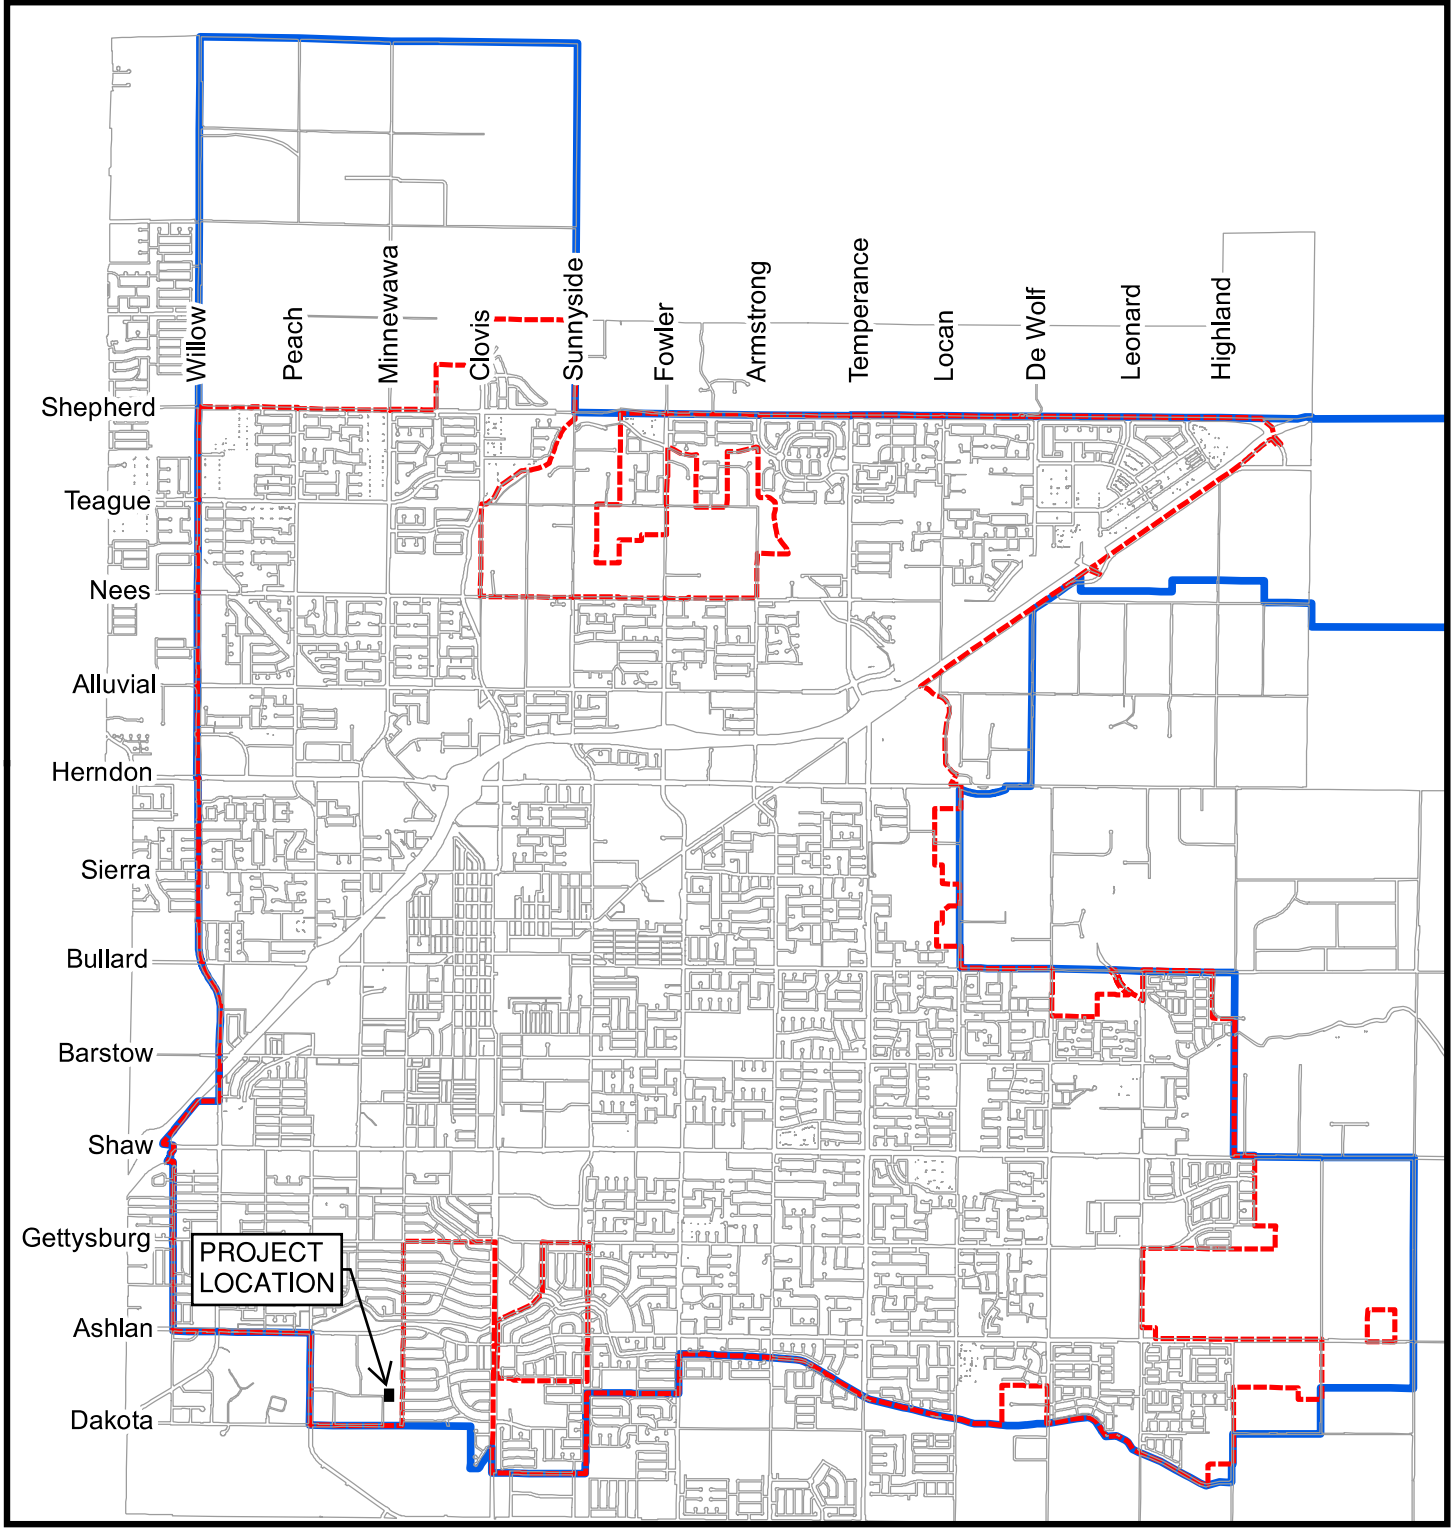 Willow
Peach
Minnewawa
Clovis
Sunnyside
Fowler
Armstrong
Temperance
Locan
De Wolf
Leonard
Highland
Shepherd
Teague
Nees
Alluvial
Herndon
Sierra
Bullard
Barstow
Shaw
Gettysburg
PROJECT
LOCATION
Ashlan
Dakota